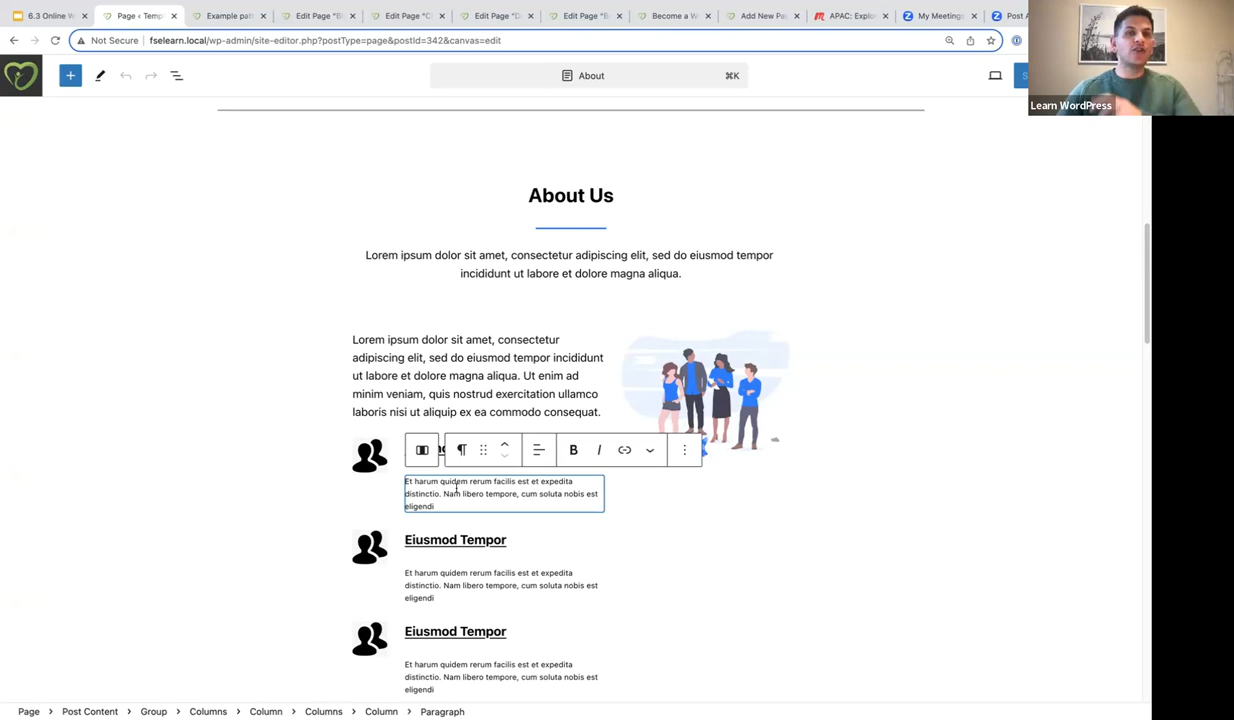 6.3 Online W
Page ‹ Templ
Example patt
Edit Page "B
Edit Page "C
Edit Page "D
Edit Page "B
Become a W
Add New Pag
APAC: Explo
My Meetings
Post A
Not Secure
fselearn.local/wp-admin/site-editor.php?postType=page&postId=342&canvas=edit
About
⌘K
S
Learn WordPress
About Us
Lorem ipsum dolor sit amet, consectetur adipiscing elit, sed do eiusmod tempor
incididunt ut labore et dolore magna aliqua.
Lorem ipsum dolor sit amet, consectetur
adipiscing elit, sed do eiusmod tempor incididunt
ut labore et dolore magna aliqua. Ut enim ad
minim veniam, quis nostrud exercitation ullamco
laboris nisi ut aliquip ex ea commodo consequat.
B I
Et harum quidem rerum facilis est et expedita
distinctio. Nam libero tempore, cum soluta nobis est
eligendi
Eiusmod Tempor
Et harum quidem rerum facilis est et expedita
distinctio. Nam libero tempore, cum soluta nobis est
eligendi
Eiusmod Tempor
Et harum quidem rerum facilis est et expedita
distinctio. Nam libero tempore, cum soluta nobis est
eligendi
Page > Post Content > Group > Columns > Column > Columns > Column > Paragraph